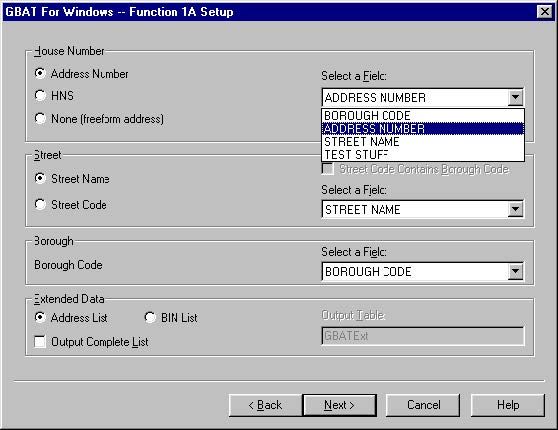 GBAT For Windows -- Function 1A Setup
House Number
Address Number
HNS
None (freeform address)
Select a Field:
ADDRESS NUMBER
BOROUGH CODE
ADDRESS NUMBER
STREET NAME
TEST STUFF
Street
Street Name
Street Code
Street Code Contains Borough Code
Select a Field:
STREET NAME
Borough
Borough Code
Select a Field:
BOROUGH CODE
Extended Data
Address List
BIN List
Output Complete List
Output Table:
GBATExt
< Back
Next >
Cancel
Help